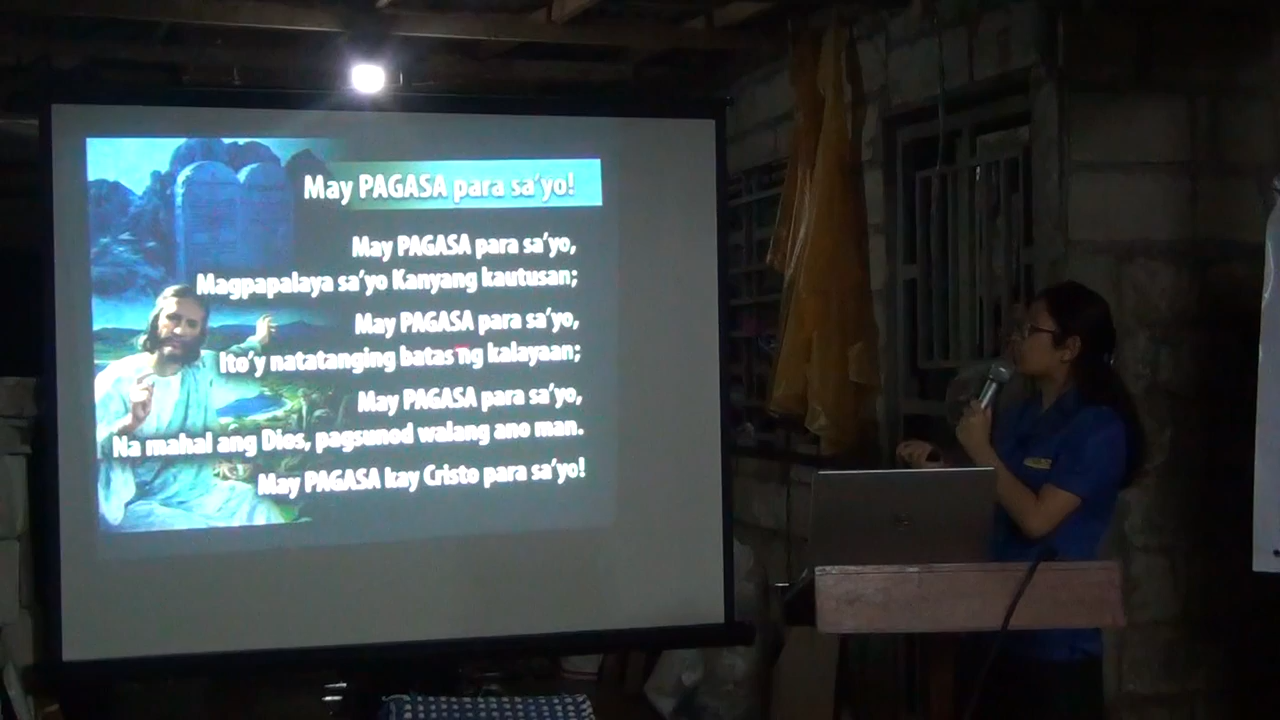 May PAGASA para sa'yo!
May PAGASA para sa'yo,
Magpapalaya sa'yo Kanyang kautusan;
May PAGASA para sa'yo,
Ito'y natatanging batas ng kalayaan;
May PAGASA para sa'yo,
Na mahal ang Dios, pagsunod walang ano man.
May PAGASA kay Cristo para sa'yo!